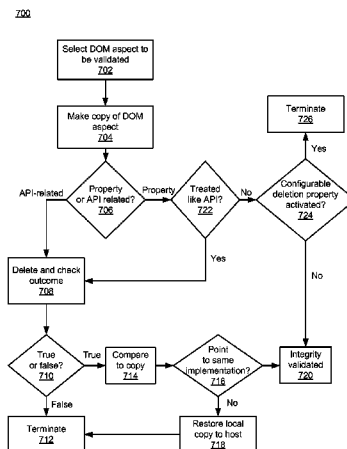 700
Select DOM aspect to
be validated
702
Make copy of DOM
aspect
704
Terminate
726
Yes
API-related
Property
or API related?
706
Property
Treated
like API?
722
No
Configurable
deletion property
activated?
724
Yes
No
Delete and check
outcome
708
True
or false?
710
True
Compare
to copy
714
Point
to same
implementation?
716
Integrity
validated
720
False
No
Terminate
712
Restore local
copy to host
718